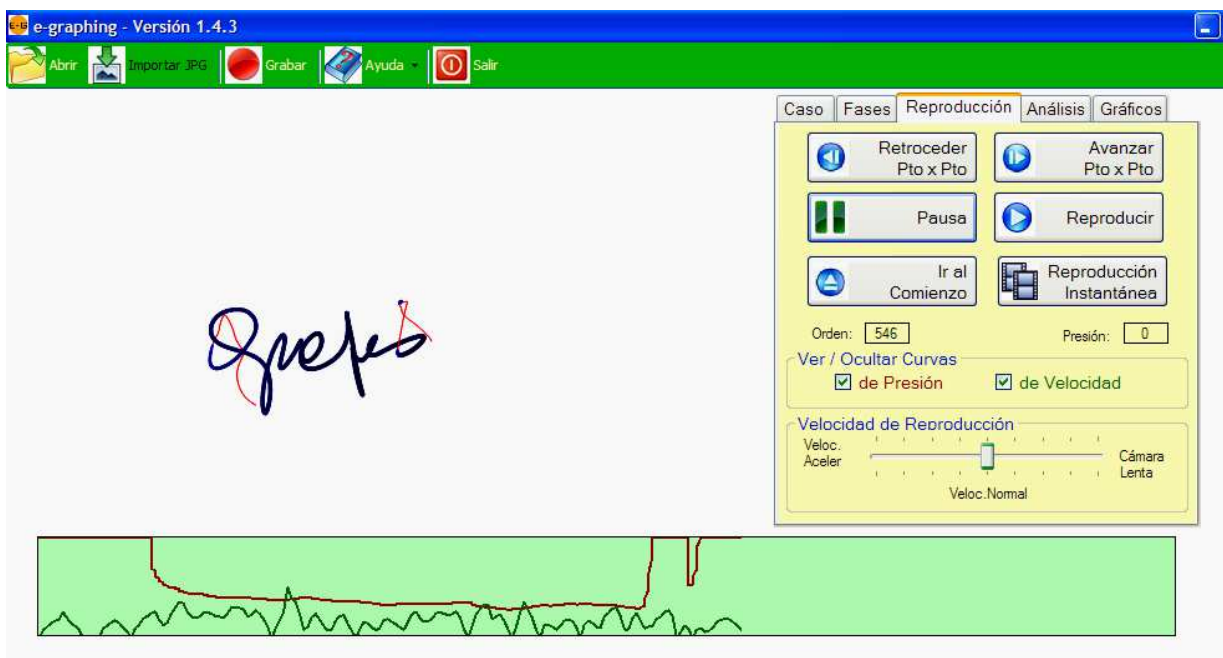 E-G e-graphing - Versión 1.4.3
Abrir Importar JPG Grabar Ayuda Salir
Caso Fases Reproducción Análisis Gráficos
Retroceder Pto x Pto
Avanzar Pto x Pto
Pausa
Reproducir
Ir al Comienzo
Reproducción Instantánea
Orden: 546 Presión: 0
Ver / Ocultar Curvas
de Presión de Velocidad
Velocidad de Reproducción
Veloc. Aceler
Cámara Lenta
Veloc.Normal